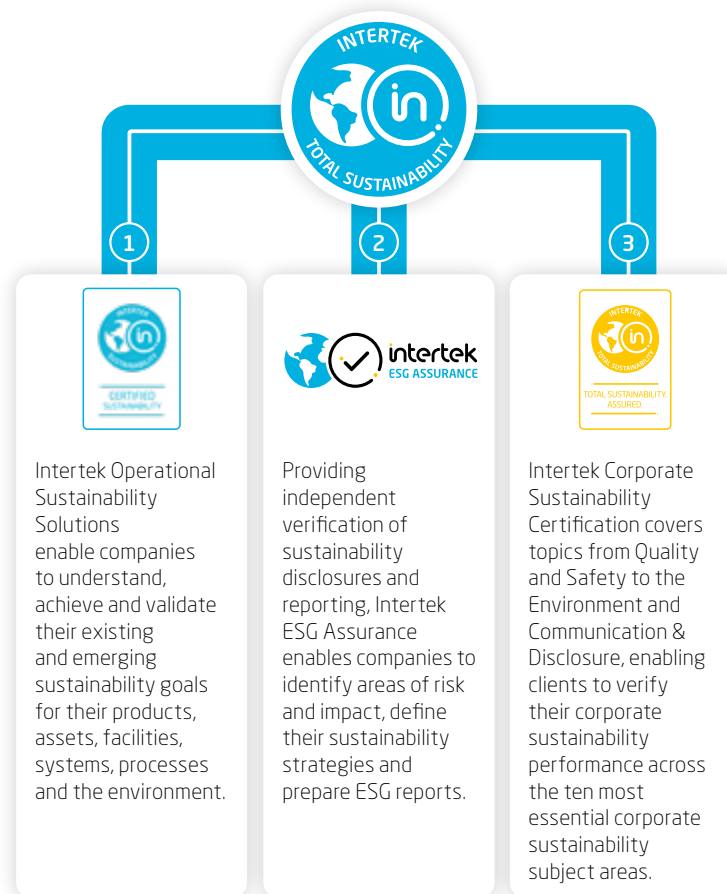 INTERTEK
in
TOTAL SUSTAINABILITY
1
2
3
INTERTEK
in
SUSTAINABILITY
CERTIFIED
SUSTAINABILITY
Intertek Operational
Sustainability
Solutions
enable companies
to understand,
achieve and validate
their existing
and emerging
sustainability goals
for their products,
assets, facilities,
systems, processes
and the environment.
intertek
ESG ASSURANCE
Providing
independent
verification of
sustainability
disclosures and
reporting, Intertek
ESG Assurance
enables companies to
identify areas of risk
and impact, define
their sustainability
strategies and
prepare ESG reports.
INTERTEK
in
TOTAL SUSTAINABILITY
TOTAL SUSTAINABILITY.
ASSURED.
Intertek Corporate
Sustainability
Certification covers
topics from Quality
and Safety to the
Environment and
Communication &
Disclosure, enabling
clients to verify
their corporate
sustainability
performance across
the ten most
essential corporate
sustainability
subject areas.